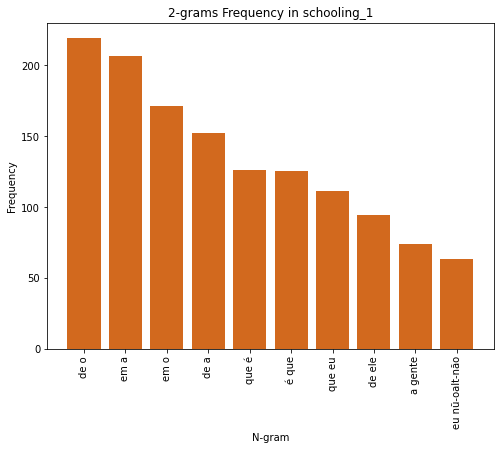 2-grams Frequency in schooling_1
Frequency
200
150
100
50
0
de o
em a
em o
de a
que é
é que
que eu
de ele
a gente
eu nũ-oalt-não
N-gram